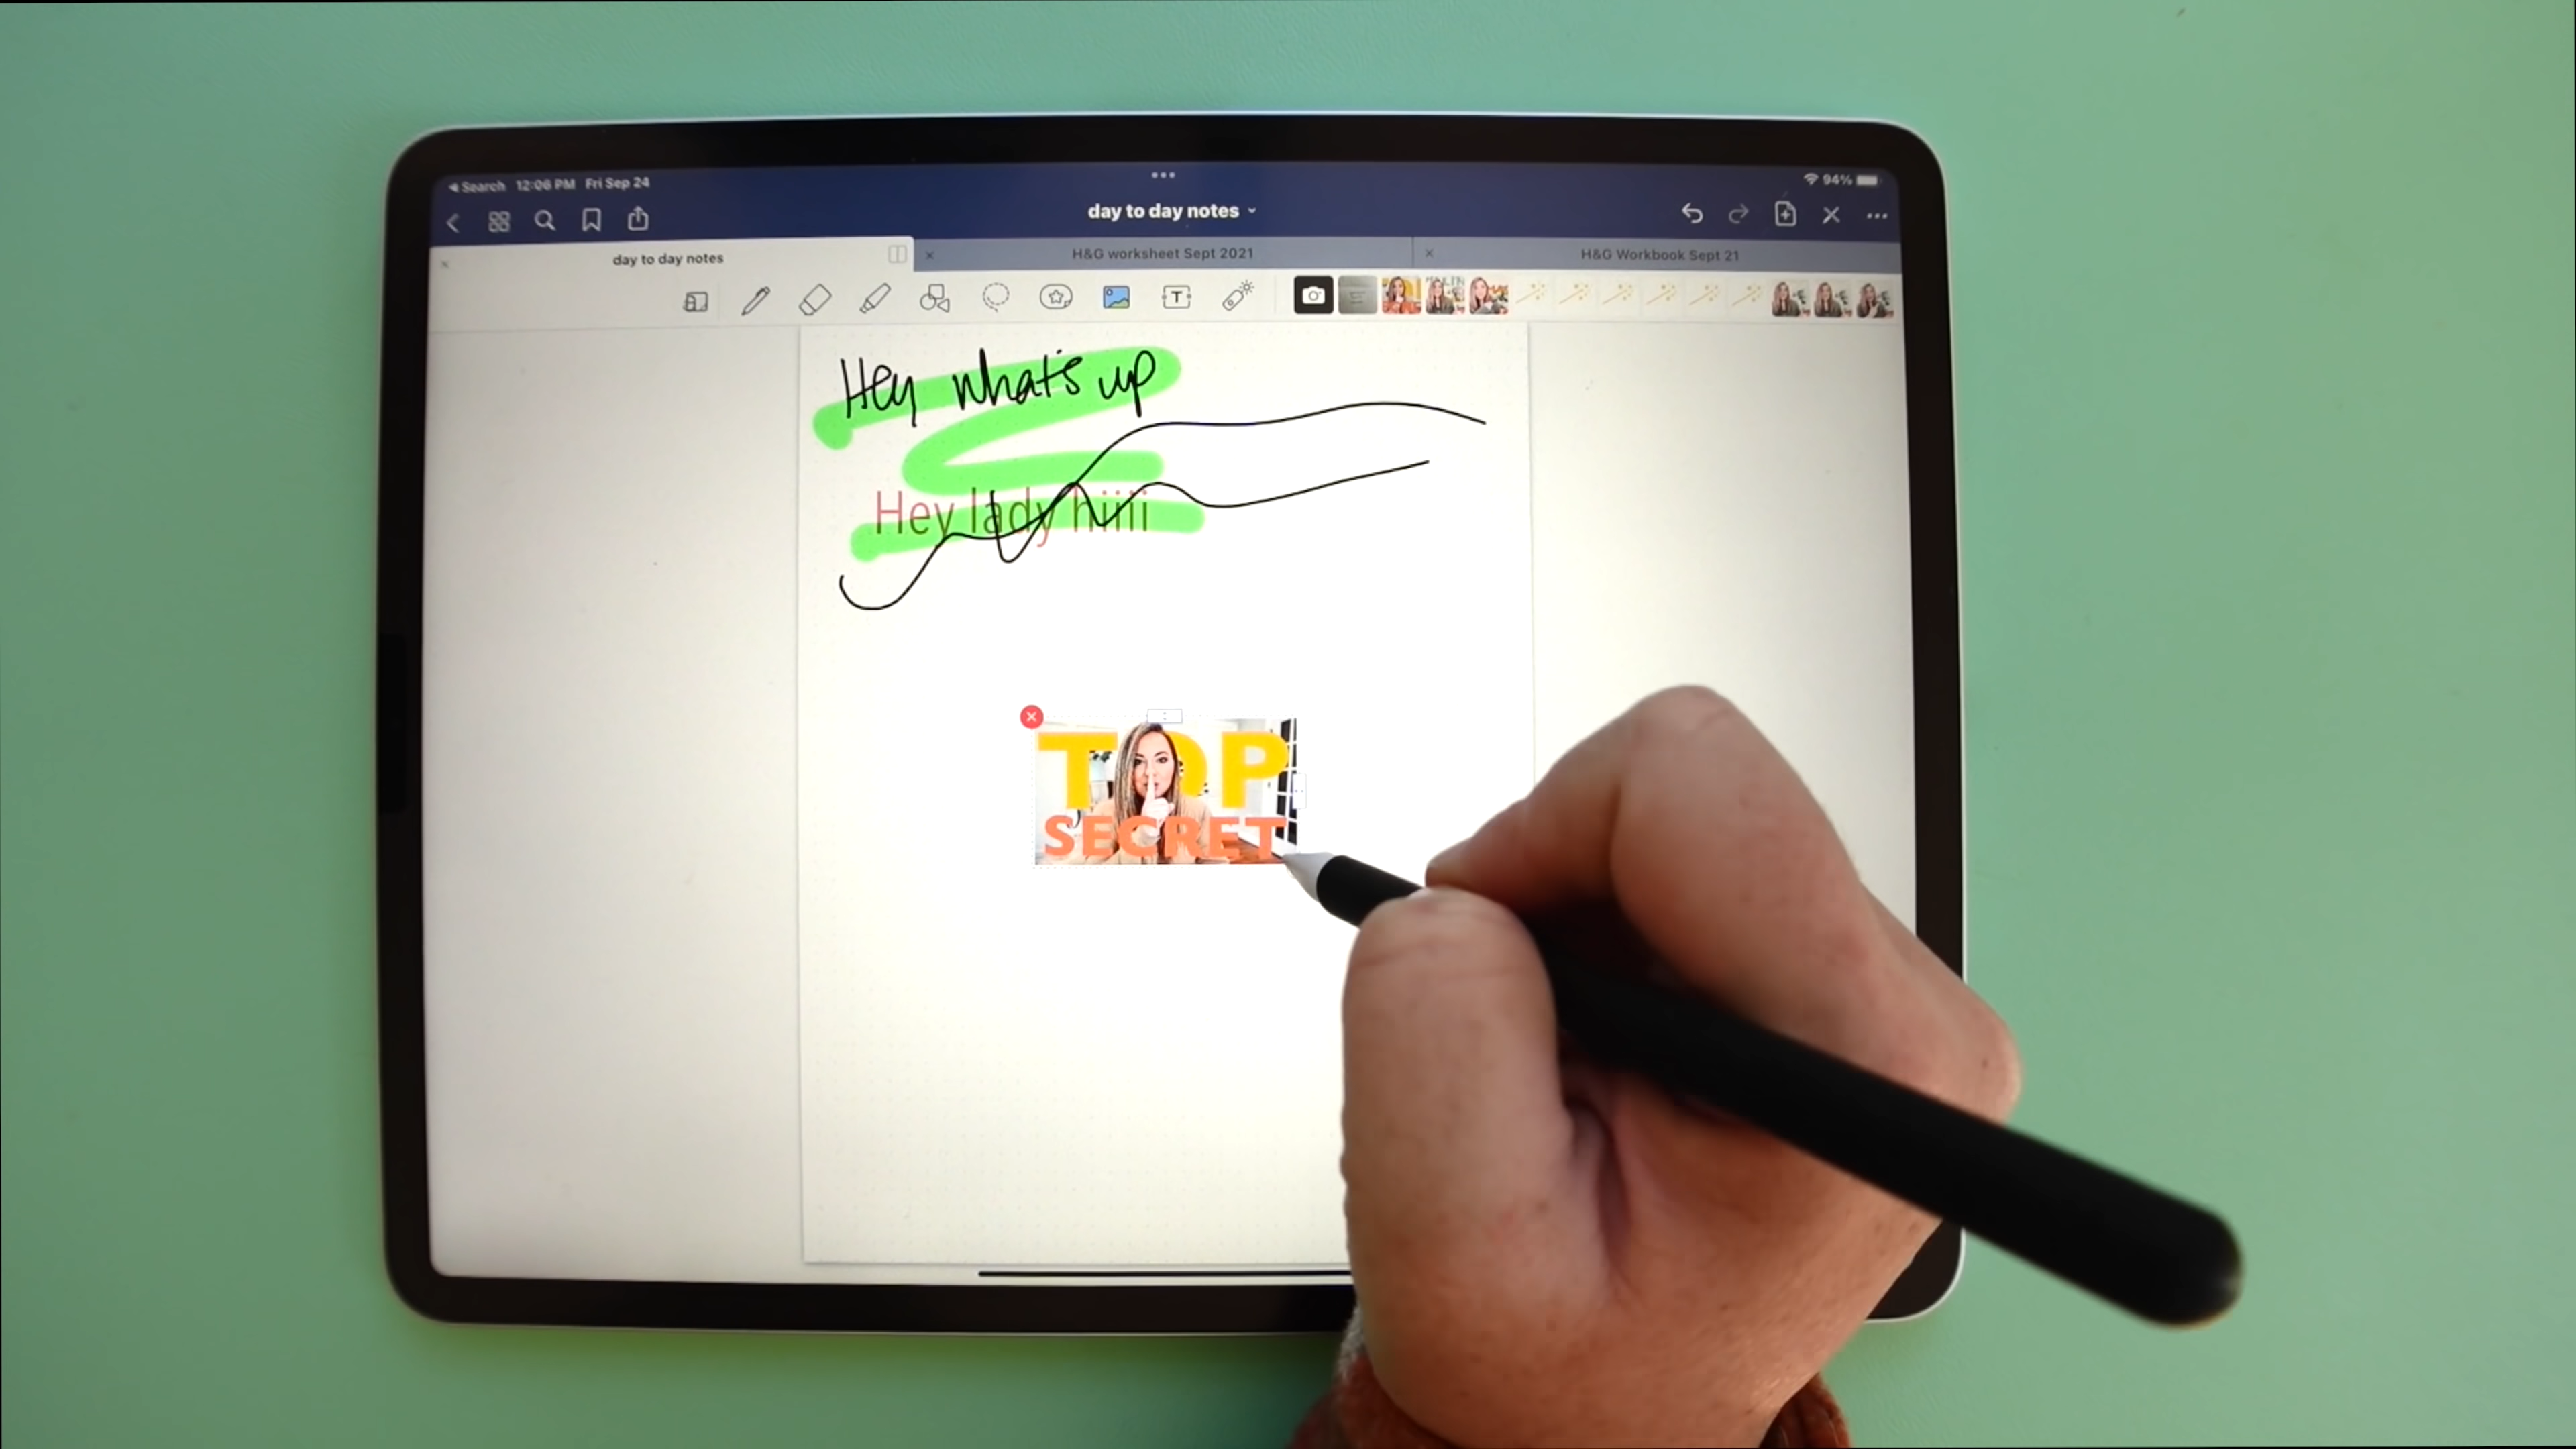 Search 12:06 PM Fri Sep 24
94%
day to day notes
day to day notes
H&G worksheet Sept 2021
H&G Workbook Sept 21
T
Hey what's up
Hey lady hiiii
TOP
SECRET